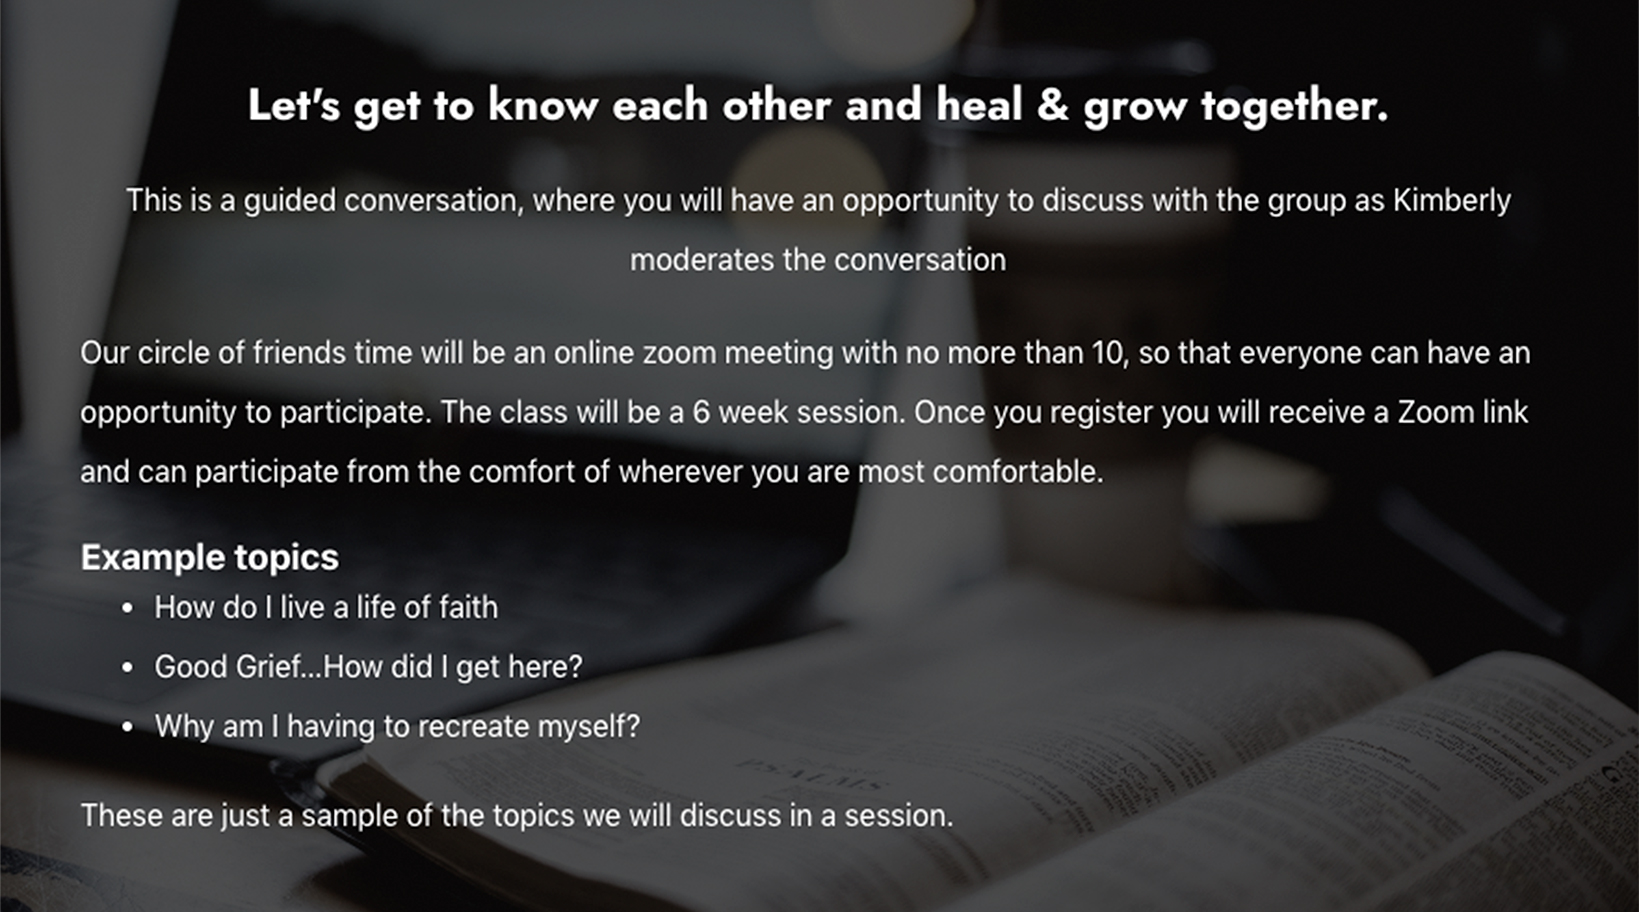 Let's get to know each other and heal & grow together.
This is a guided conversation, where you will have an opportunity to discuss with the group as Kimberly
moderates the conversation
Our circle of friends time will be an online zoom meeting with no more than 10, so that everyone can have an
opportunity to participate. The class will be a 6 week session. Once you register you will receive a Zoom link
and can participate from the comfort of wherever you are most comfortable.
Example topics
• How do I live a life of faith
• Good Grief...How did I get here?
• Why am I having to recreate myself?
PSALMS
These are just a sample of the topics we will discuss in a session.